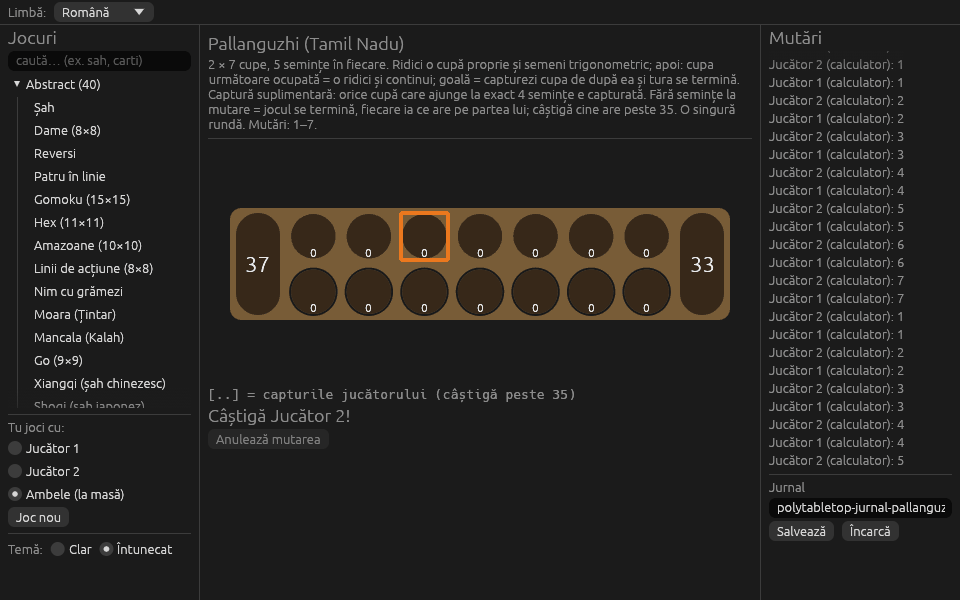 Limbă: Română
Jocuri
caută... (ex. sah, carti)
Abstract (40)
Șah
Dame (8×8)
Reversi
Patru în linie
Gomoku (15×15)
Hex (11×11)
Amazoane (10×10)
Linii de acțiune (8×8)
Nim cu grămezi
Moara (Țintar)
Mancala (Kalah)
Go (9×9)
Xiangqi (șah chinezesc)
Shogi (șah japonez)
Tu joci cu:
Jucător 1
Jucător 2
Ambele (la masă)
Joc nou
Temă: Clar Întunecat
Pallanguzhi (Tamil Nadu)
2 × 7 cupe, 5 semințe în fiecare. Ridici o cupă proprie și semeni trigonometric; apoi: cupa
următoare ocupată = o ridici și continui; goală = capturezi cupa de după ea și tura se termină.
Captură suplimentară: orice cupă care ajunge la exact 4 semințe e capturată. Fără semințe la
mutare = jocul se termină, fiecare ia ce are pe partea lui; câștigă cine are peste 35. O singură
rundă. Mutări: 1–7.
0 0 0 0 0 0 0
37 33
0 0 0 0 0 0 0
[..] = capturile jucătorului (câștigă peste 35)
Câștigă Jucător 2!
Anulează mutarea
Mutări
Jucător 2 (calculator): 1
Jucător 1 (calculator): 1
Jucător 2 (calculator): 2
Jucător 1 (calculator): 2
Jucător 2 (calculator): 3
Jucător 1 (calculator): 3
Jucător 2 (calculator): 4
Jucător 1 (calculator): 4
Jucător 2 (calculator): 5
Jucător 1 (calculator): 5
Jucător 2 (calculator): 6
Jucător 1 (calculator): 6
Jucător 2 (calculator): 7
Jucător 1 (calculator): 7
Jucător 2 (calculator): 1
Jucător 1 (calculator): 1
Jucător 2 (calculator): 2
Jucător 1 (calculator): 2
Jucător 2 (calculator): 3
Jucător 1 (calculator): 3
Jucător 2 (calculator): 4
Jucător 1 (calculator): 4
Jucător 2 (calculator): 5
Jurnal
polytabletop-jurnal-pallanguz
Salvează Încarcă